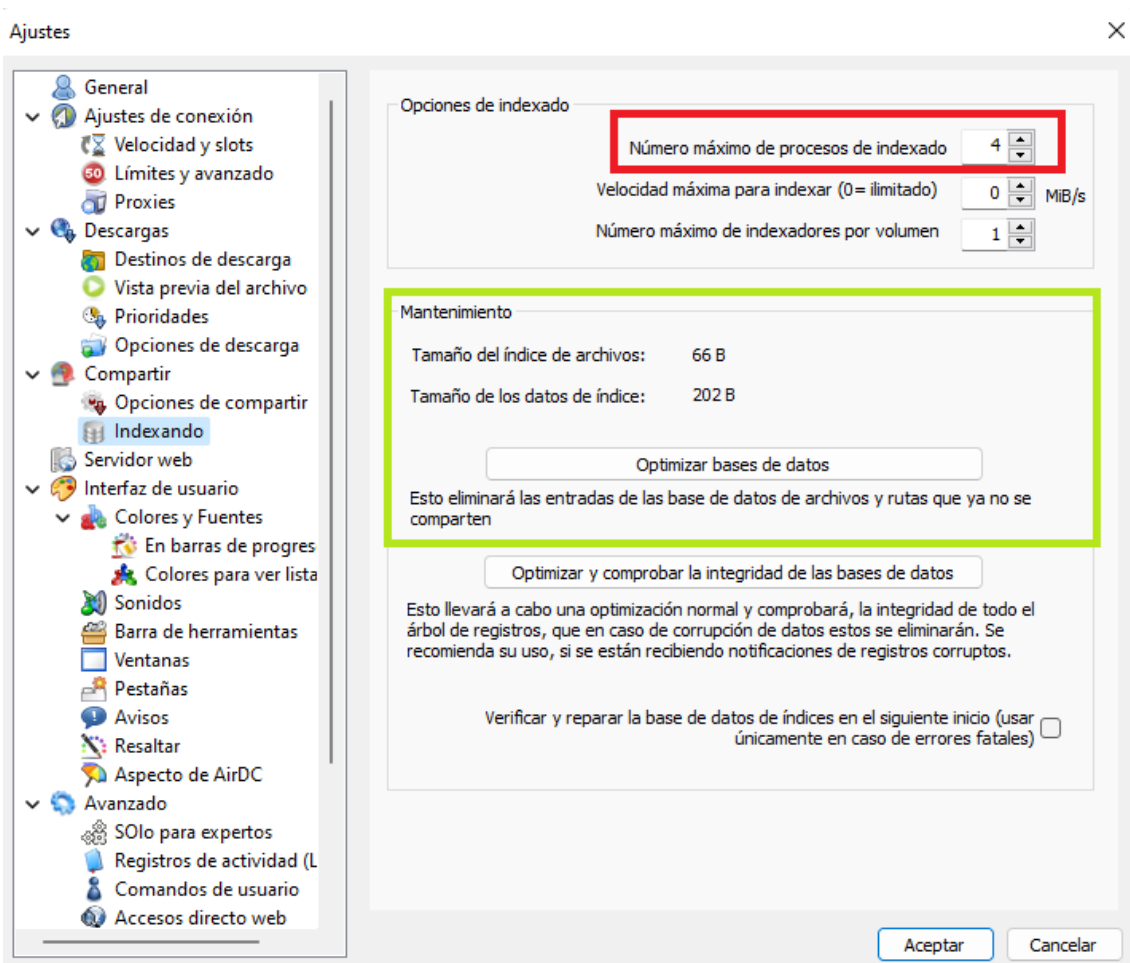 Ajustes
General
Ajustes de conexión
Velocidad y slots
Límites y avanzado
50
Proxies
Descargas
Destinos de descarga
Vista previa del archivo
Prioridades
Opciones de descarga
Compartir
Opciones de compartir
Indexando
Servidor web
Interfaz de usuario
Colores y Fuentes
En barras de progres
Colores para ver lista
Sonidos
Barra de herramientas
Ventanas
Pestañas
Avisos
Resaltar
Aspecto de AirDC
Avanzado
SOlo para expertos
Registros de actividad (L
Comandos de usuario
Accesos directo web
Opciones de indexado
Número máximo de procesos de indexado 4
Velocidad máxima para indexar (0= ilimitado) 0 MiB/s
Número máximo de indexadores por volumen 1
Mantenimiento
Tamaño del índice de archivos: 66 B
Tamaño de los datos de índice: 202 B
Optimizar bases de datos
Esto eliminará las entradas de las base de datos de archivos y rutas que ya no se
comparten
Optimizar y comprobar la integridad de las bases de datos
Esto llevará a cabo una optimización normal y comprobará, la integridad de todo el
árbol de registros, que en caso de corrupción de datos estos se eliminarán. Se
recomienda su uso, si se están recibiendo notificaciones de registros corruptos.
Verificar y reparar la base de datos de índices en el siguiente inicio (usar
únicamente en caso de errores fatales)
Aceptar
Cancelar